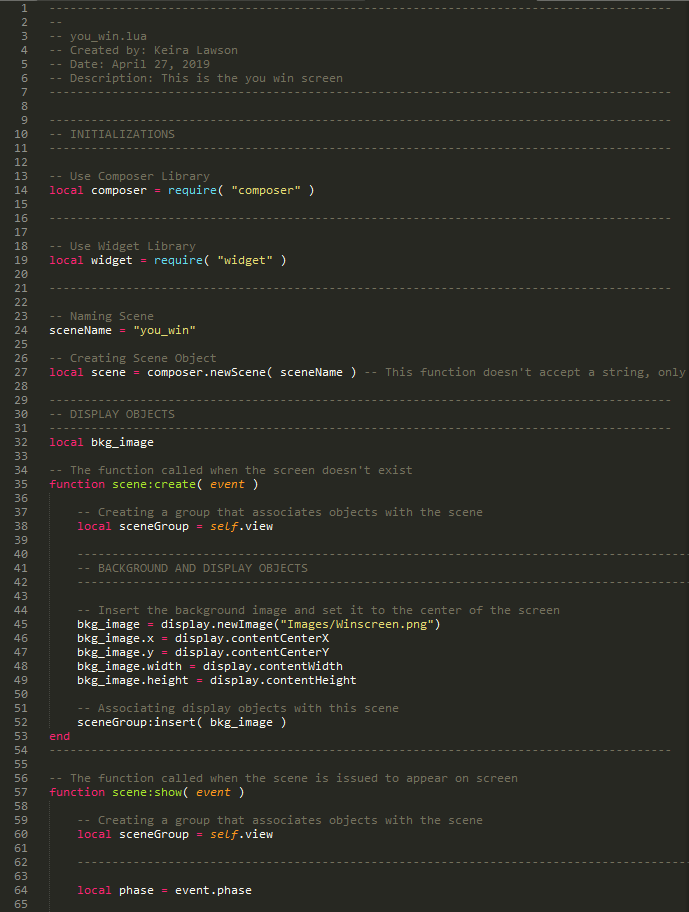 1 -----------------------------------------------------------------------------------------
2 --
3 -- you_win.lua
4 -- Created by: Keira Lawson
5 -- Date: April 27, 2019
6 -- Description: This is the you win screen
7 -----------------------------------------------------------------------------------------
8
9 -----------------------------------------------------------------------------------------
10 -- INITIALIZATIONS
11 -----------------------------------------------------------------------------------------
12
13 -- Use Composer Library
14 local composer = require( "composer" )
15
16 -----------------------------------------------------------------------------------------
17
18 -- Use Widget Library
19 local widget = require( "widget" )
20
21 -----------------------------------------------------------------------------------------
22
23 -- Naming Scene
24 sceneName = "you_win"
25
26 -- Creating Scene Object
27 local scene = composer.newScene( sceneName ) -- This function doesn't accept a string, only
28
29 -----------------------------------------------------------------------------------------
30 -- DISPLAY OBJECTS
31 -----------------------------------------------------------------------------------------
32 local bkg_image
33
34 -- The function called when the screen doesn't exist
35 function scene:create( event )
36
37     -- Creating a group that associates objects with the scene
38     local sceneGroup = self.view
39
40     ---------------------------------------------------------------------------------------
41     -- BACKGROUND AND DISPLAY OBJECTS
42     ---------------------------------------------------------------------------------------
43
44     -- Insert the background image and set it to the center of the screen
45     bkg_image = display.newImage("Images/Winscreen.png")
46     bkg_image.x = display.contentCenterX
47     bkg_image.y = display.contentCenterY
48     bkg_image.width = display.contentWidth
49     bkg_image.height = display.contentHeight
50
51     -- Associating display objects with this scene
52     sceneGroup:insert( bkg_image )
53 end
54 -----------------------------------------------------------------------------------------
55
56 -- The function called when the scene is issued to appear on screen
57 function scene:show( event )
58
59     -- Creating a group that associates objects with the scene
60     local sceneGroup = self.view
61
62     ---------------------------------------------------------------------------------------
63
64     local phase = event.phase
65